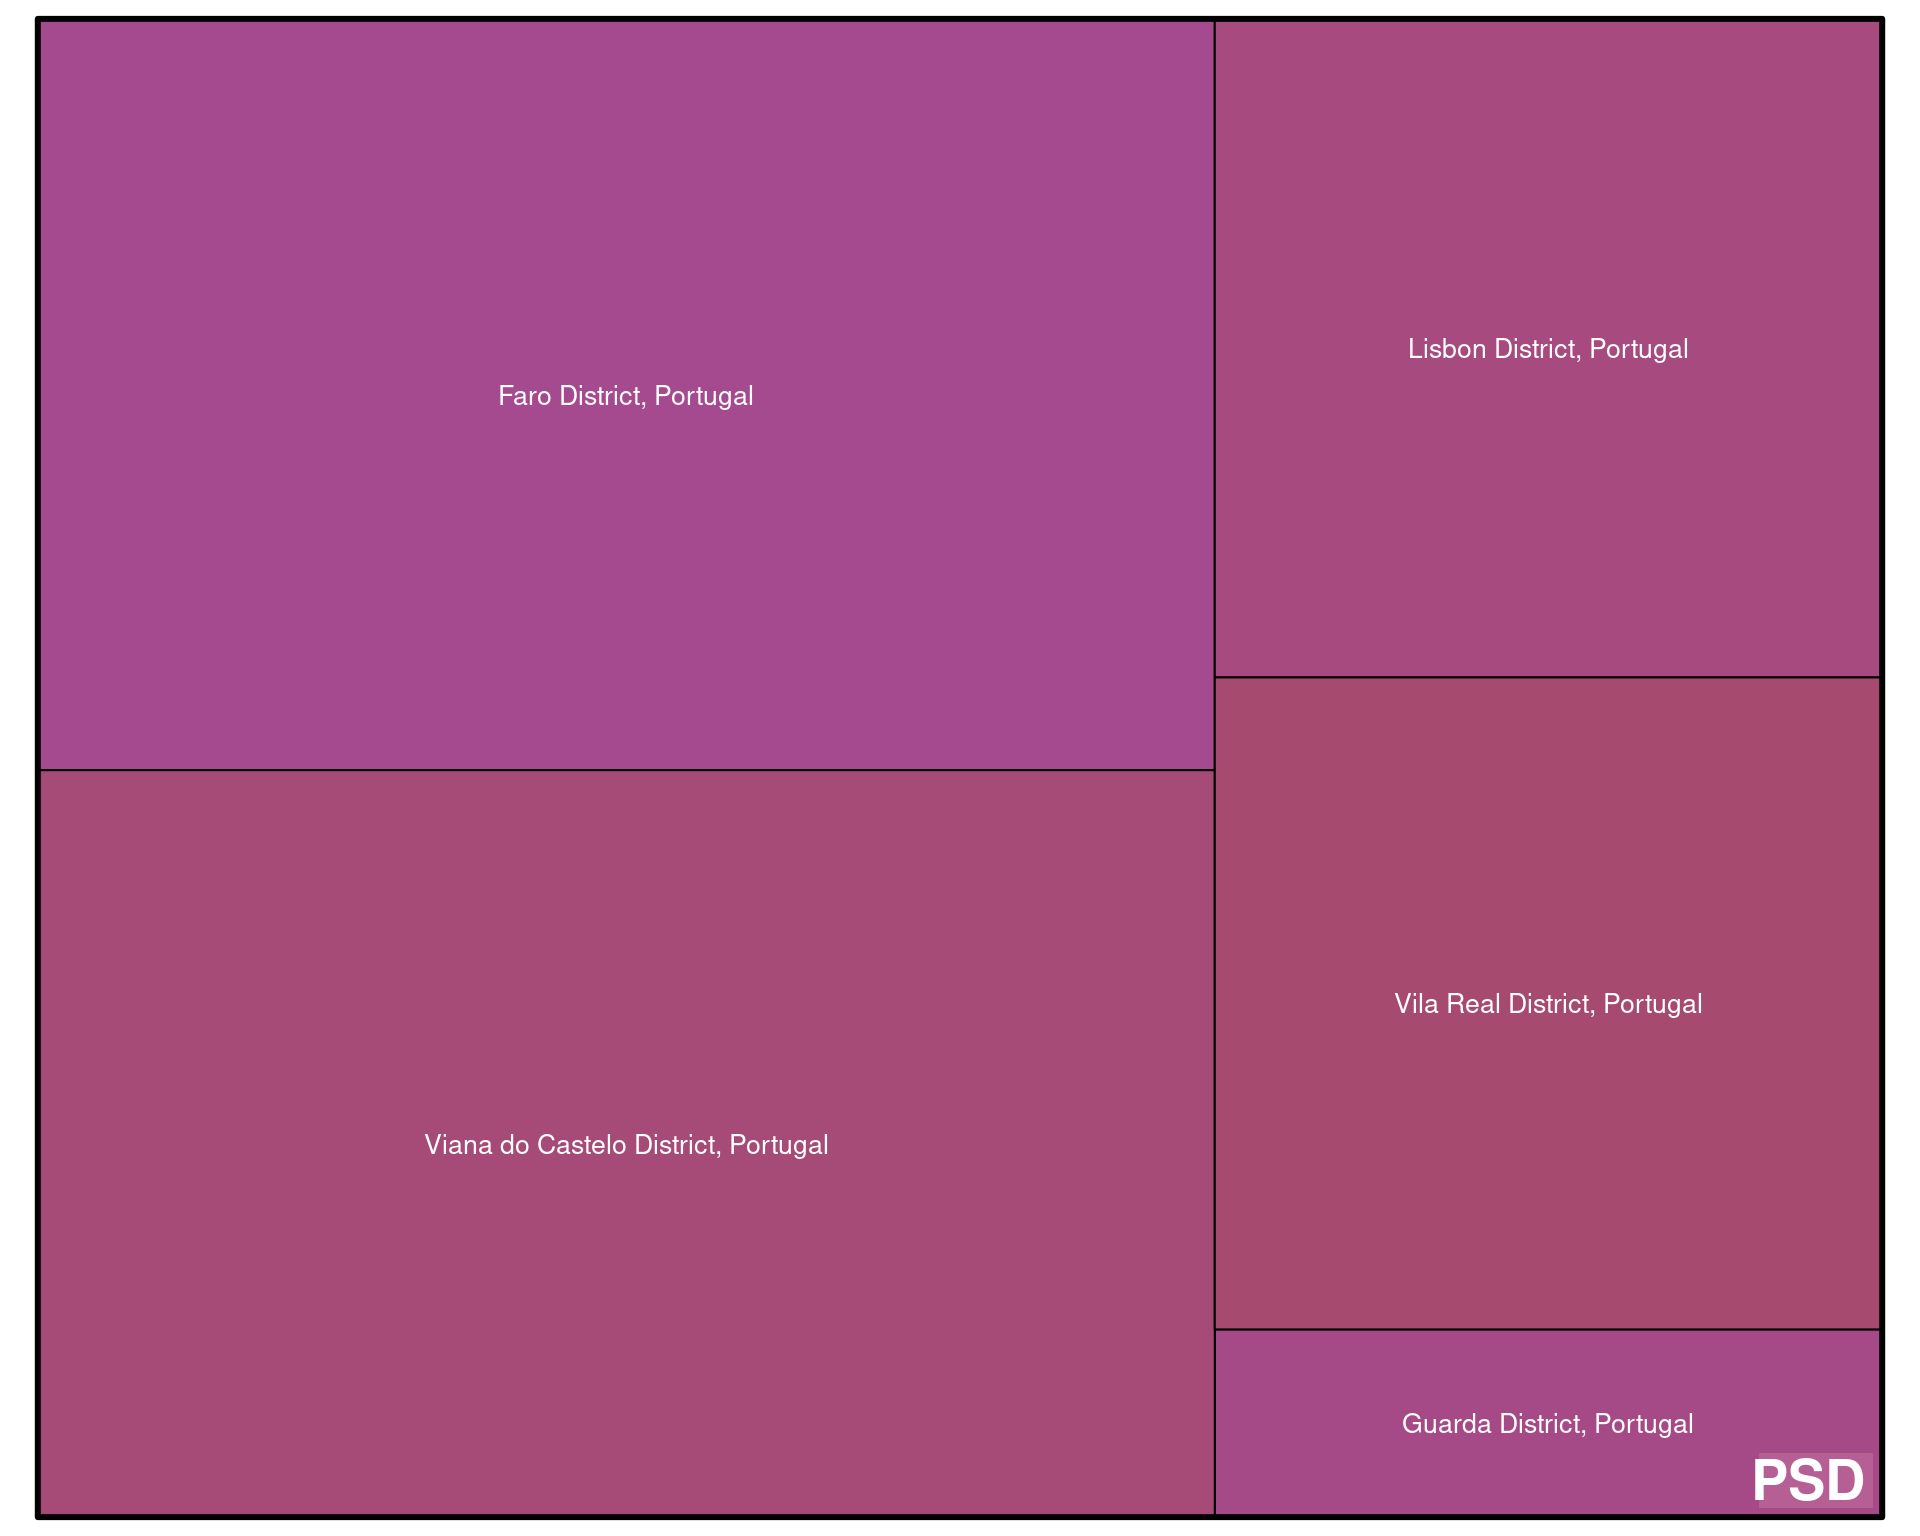 Faro District, Portugal
Lisbon District, Portugal
Viana do Castelo District, Portugal
Vila Real District, Portugal
Guarda District, Portugal
PSD